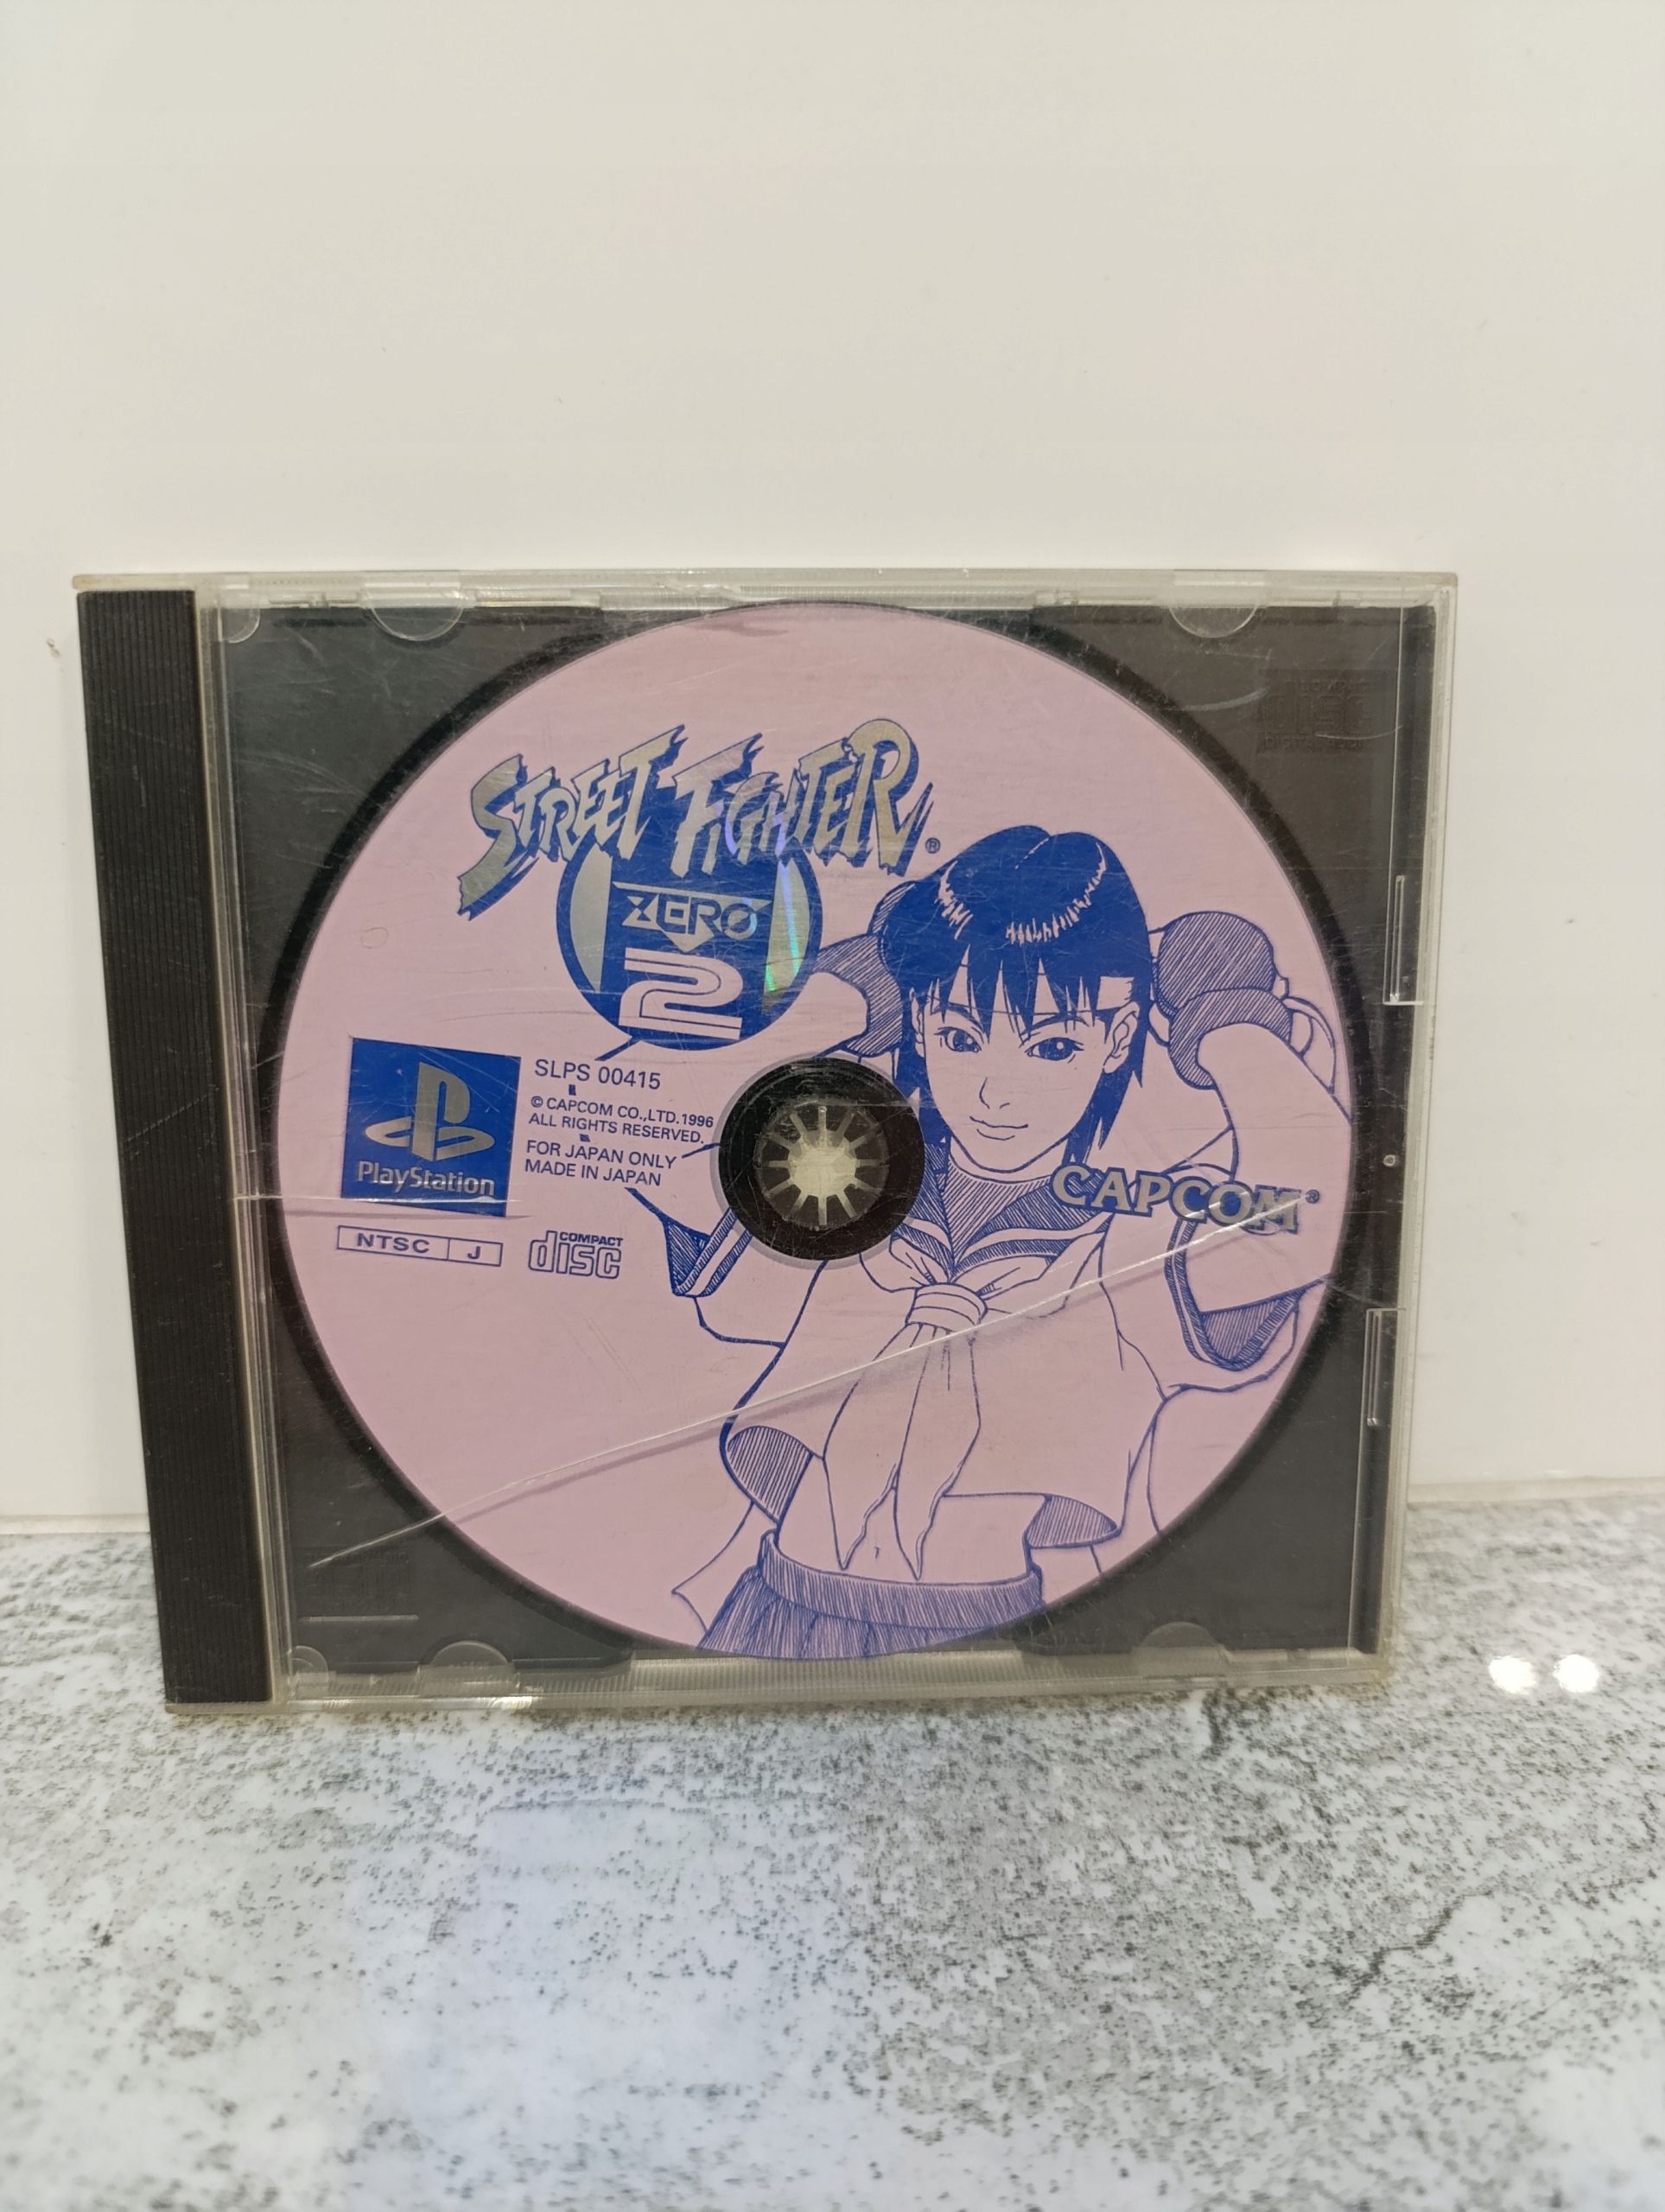 STREET FIGHTER®
ZERO
2
PlayStation
SLPS 00415
© CAPCOM CO.,LTD.1996
ALL RIGHTS RESERVED.
FOR JAPAN ONLY
MADE IN JAPAN
CAPCOM®
NTSC J
COMPACT
disc